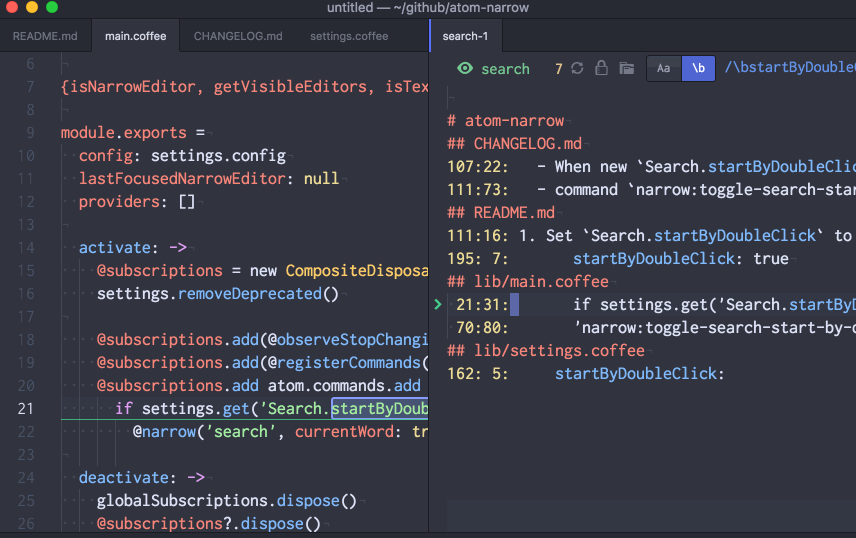 untitled — ~/github/atom-narrow
README.md main.coffee CHANGELOG.md settings.coffee
6
7 {isNarrowEditor, getVisibleEditors, isTex
8
9 module.exports =
10 config: settings.config
11 lastFocusedNarrowEditor: null
12 providers: []
13
14 activate: ->
15 @subscriptions = new CompositeDisposa
16 settings.removeDeprecated()
17
18 @subscriptions.add(@observeStopChangi
19 @subscriptions.add(@registerCommands(
20 @subscriptions.add atom.commands.add
21 if settings.get('Search.startByDoub
22 @narrow('search', currentWord: tr
23
24 deactivate: ->
25 globalSubscriptions.dispose()
26 @subscriptions?.dispose()
search-1
search 7 Aa \b /\bstartByDoubleC
# atom-narrow
## CHANGELOG.md
107:22: - When new `Search.startByDoubleClic
111:73: - command `narrow:toggle-search-star
## README.md
111:16: 1. Set `Search.startByDoubleClick` to
195: 7: startByDoubleClick: true
## lib/main.coffee
21:31: if settings.get('Search.startByD
70:80: 'narrow:toggle-search-start-by-d
## lib/settings.coffee
162: 5: startByDoubleClick: